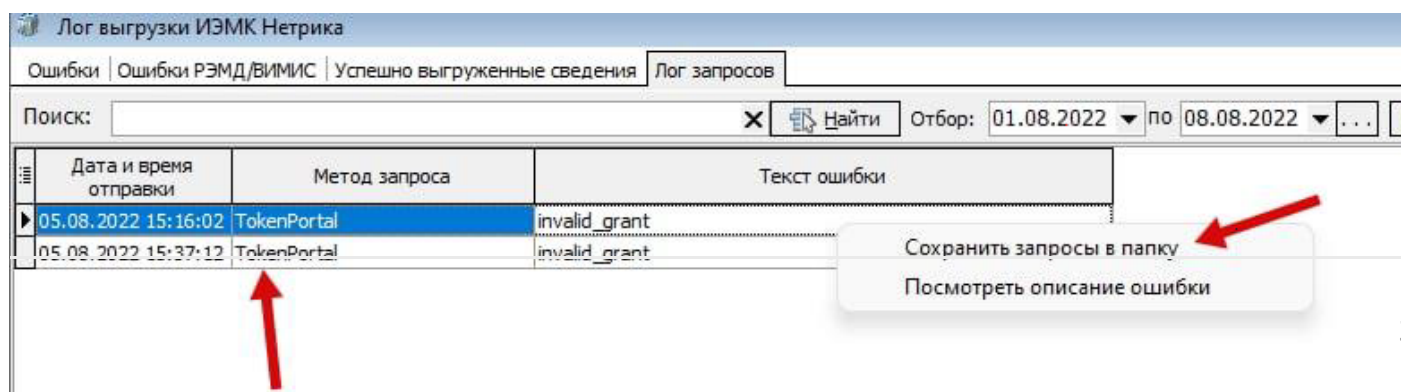 Лог выгрузки ИЭМК Нетрика
Ошибки Ошибки РЭМД/ВИМИС Успешно выгруженные сведения Лог запросов
Поиск: Найти Отбор: 01.08.2022 по 08.08.2022 ...
Дата и время отправки Метод запроса Текст ошибки
05.08.2022 15:16:02 TokenPortal invalid_grant
05.08.2022 15:37:12 TokenPortal invalid_grant
Сохранить запросы в папку
Посмотреть описание ошибки